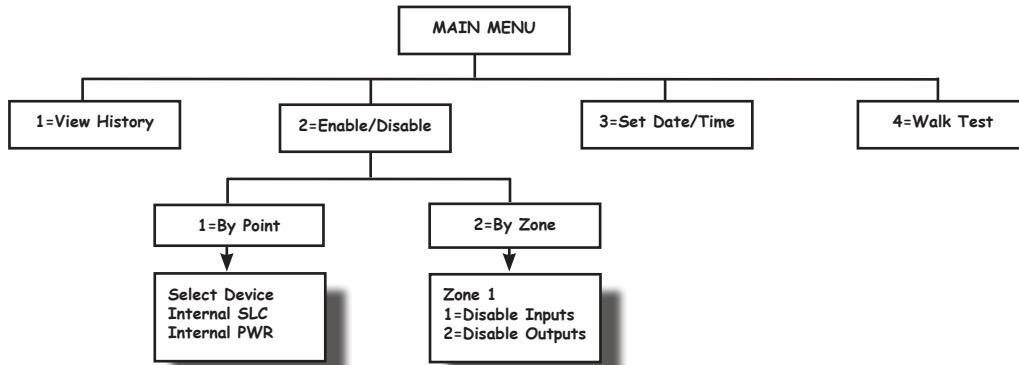 MAIN MENU
1=View History
2=Enable/Disable
3=Set Date/Time
4=Walk Test
1=By Point
2=By Zone
Select Device
Internal SLC
Internal PWR
Zone 1
1=Disable Inputs
2=Disable Outputs